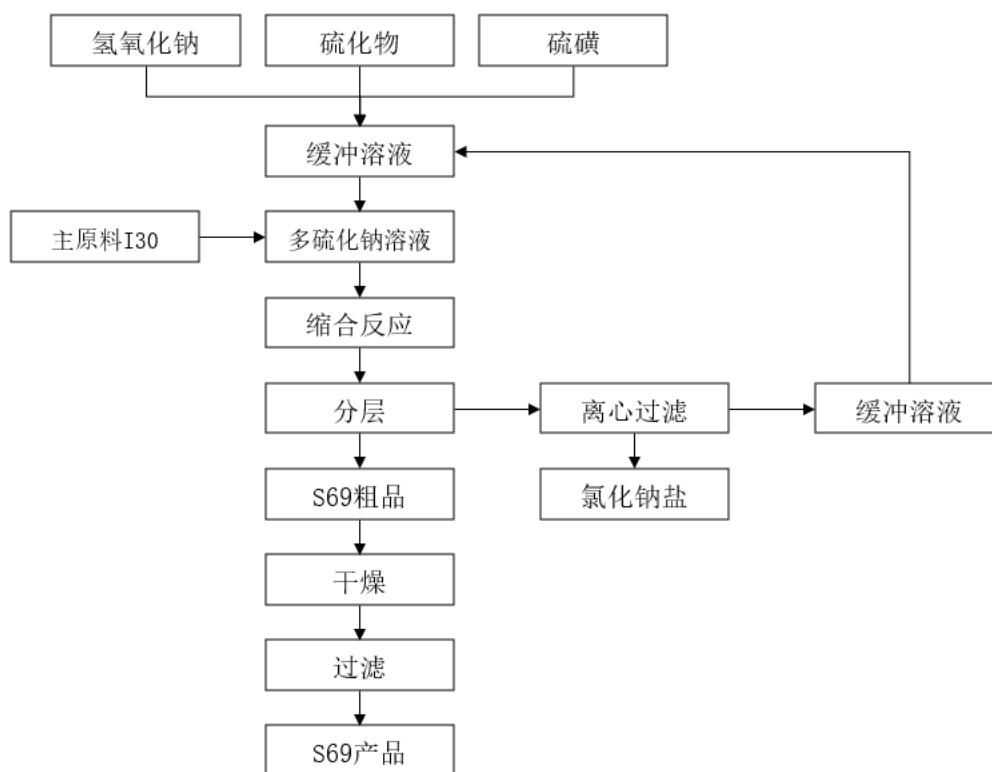 氢氧化钠
硫化物
硫磺
缓冲溶液
主原料I30
多硫化钠溶液
缩合反应
分层
离心过滤
缓冲溶液
S69粗品
氯化钠盐
干燥
过滤
S69产品